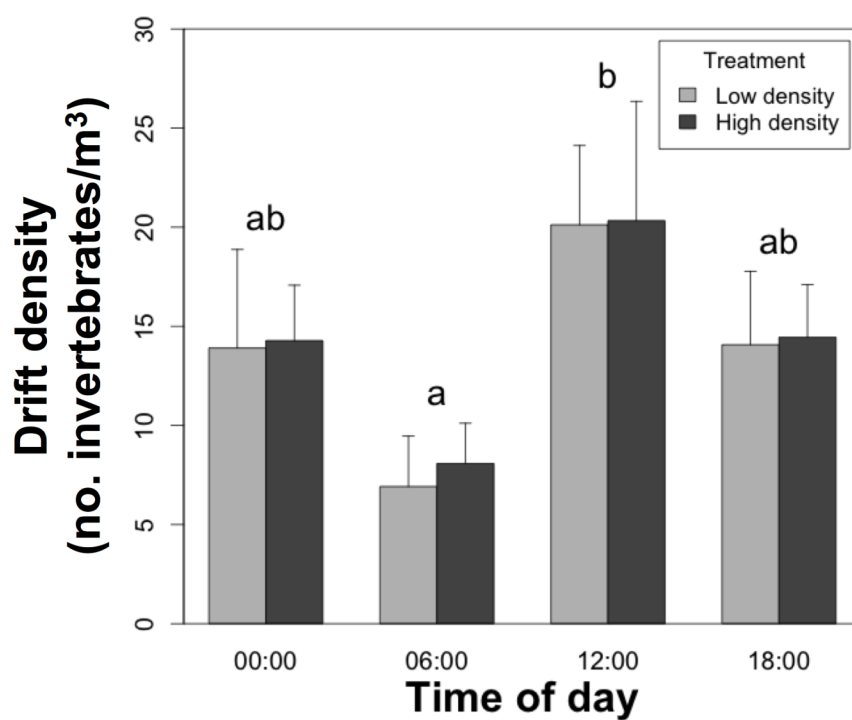 Drift density
(no. invertebrates/m³)
30
25
20
15
10
5
0
Treatment
Low density
High density
ab
a
b
ab
00:00 06:00 12:00 18:00
Time of day